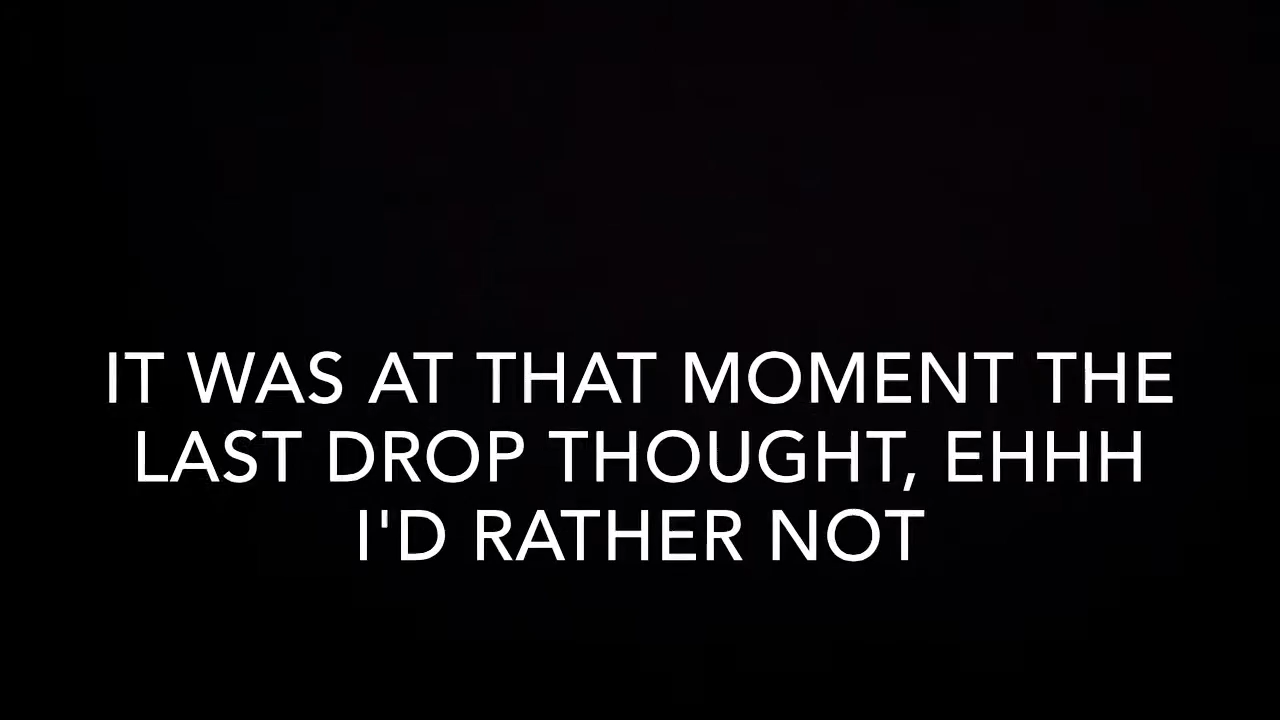 IT WAS AT THAT MOMENT THE
LAST DROP THOUGHT, EHHH
I'D RATHER NOT